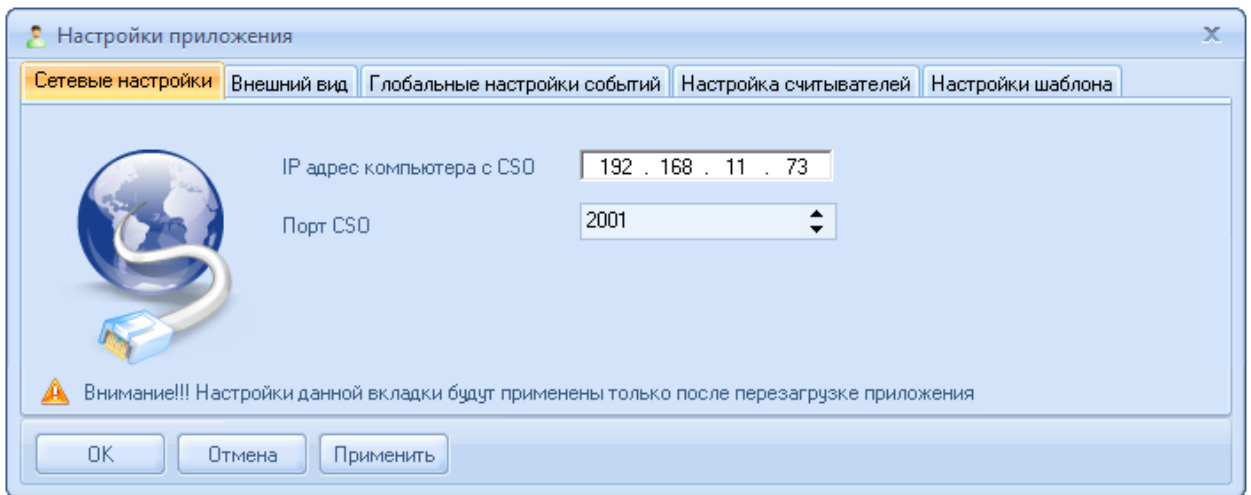 Настройки приложения
Сетевые настройки Внешний вид Глобальные настройки событий Настройка считывателей Настройки шаблона
IP адрес компьютера с CSO 192 . 168 . 11 . 73
Порт CSO 2001
Внимание!!! Настройки данной вкладки будут применены только после перезагрузке приложения
OK Отмена Применить